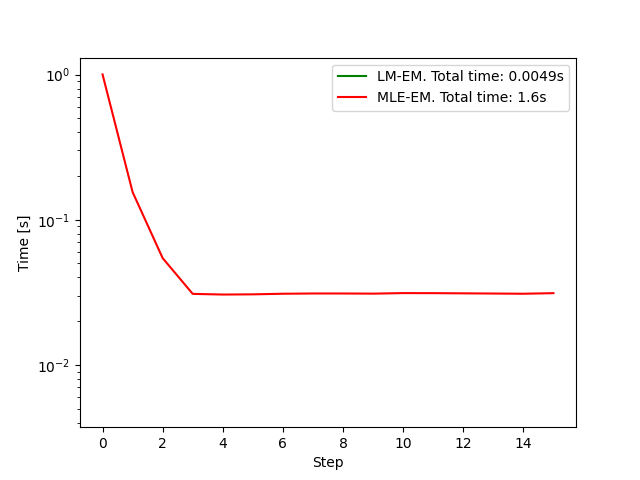 LM-EM. Total time: 0.0049s
MLE-EM. Total time: 1.6s
10⁰
10⁻¹
10⁻²
Time [s]
0 2 4 6 8 10 12 14
Step